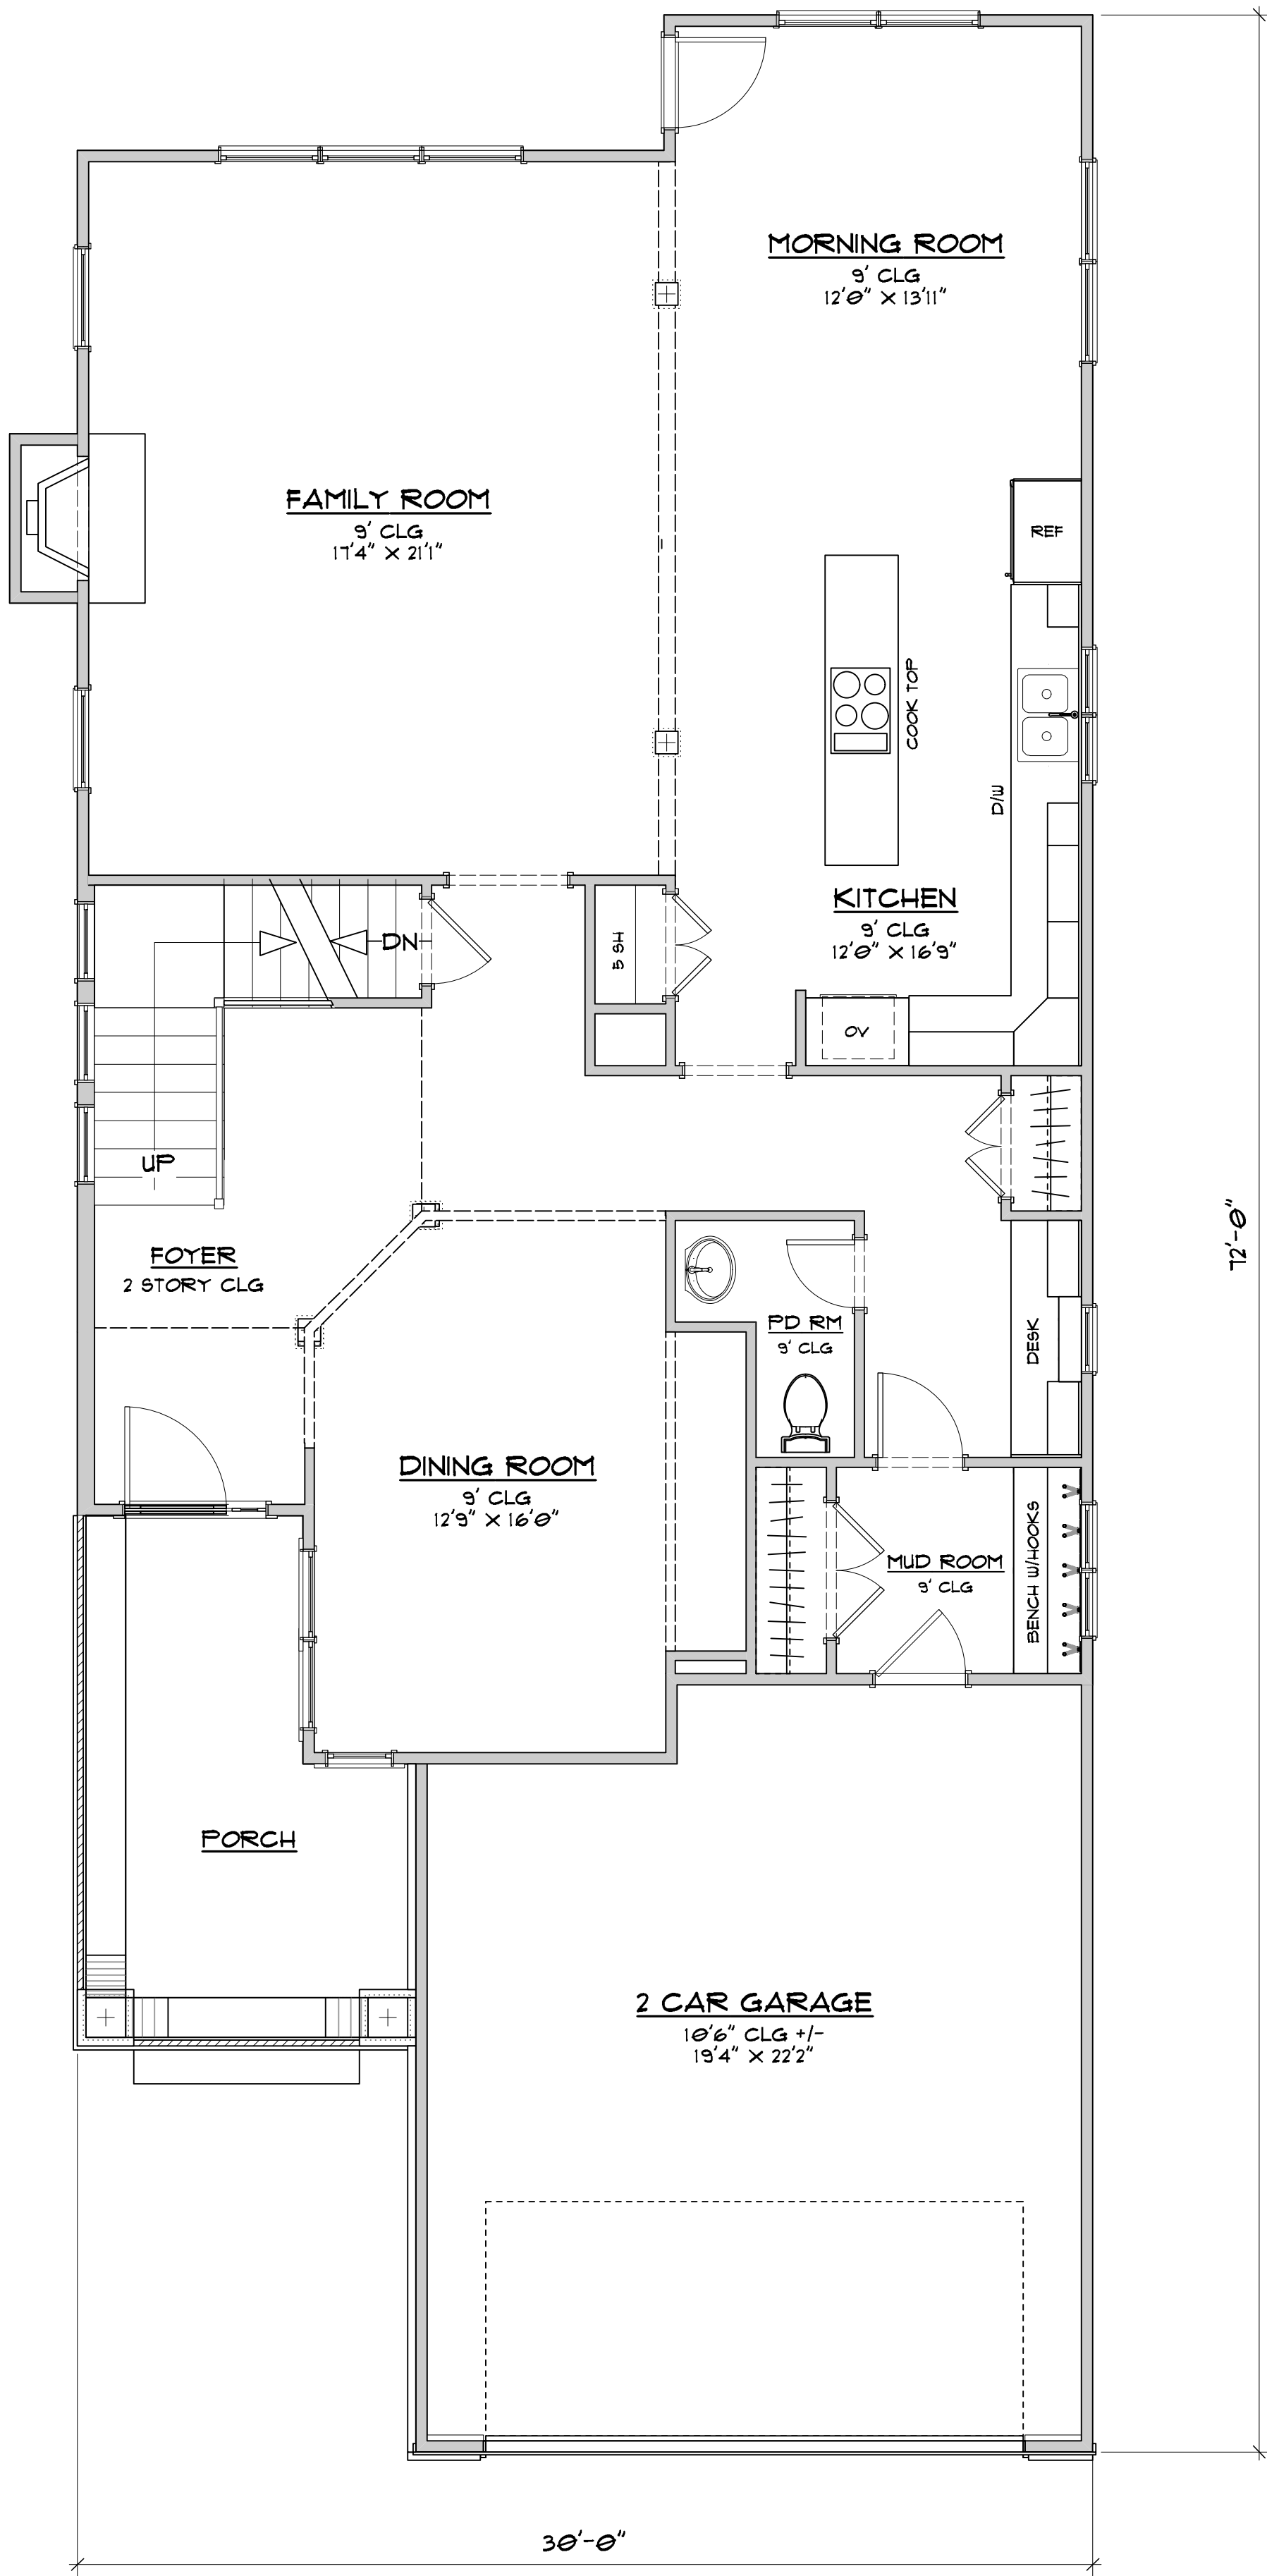 MORNING ROOM
9' CLG
12'0" X 13'11"
FAMILY ROOM
9' CLG
17'4" X 21'1"
REF
COOK TOP
D/W
KITCHEN
9' CLG
12'0" X 16'9"
5 SH
DN
OV
UP
FOYER
2 STORY CLG
72'-0"
PD RM
9' CLG
DESK
DINING ROOM
9' CLG
12'9" X 16'0"
MUD ROOM
9' CLG
BENCH W/HOOKS
PORCH
2 CAR GARAGE
10'6" CLG +/-
19'4" X 22'2"
30'-0"